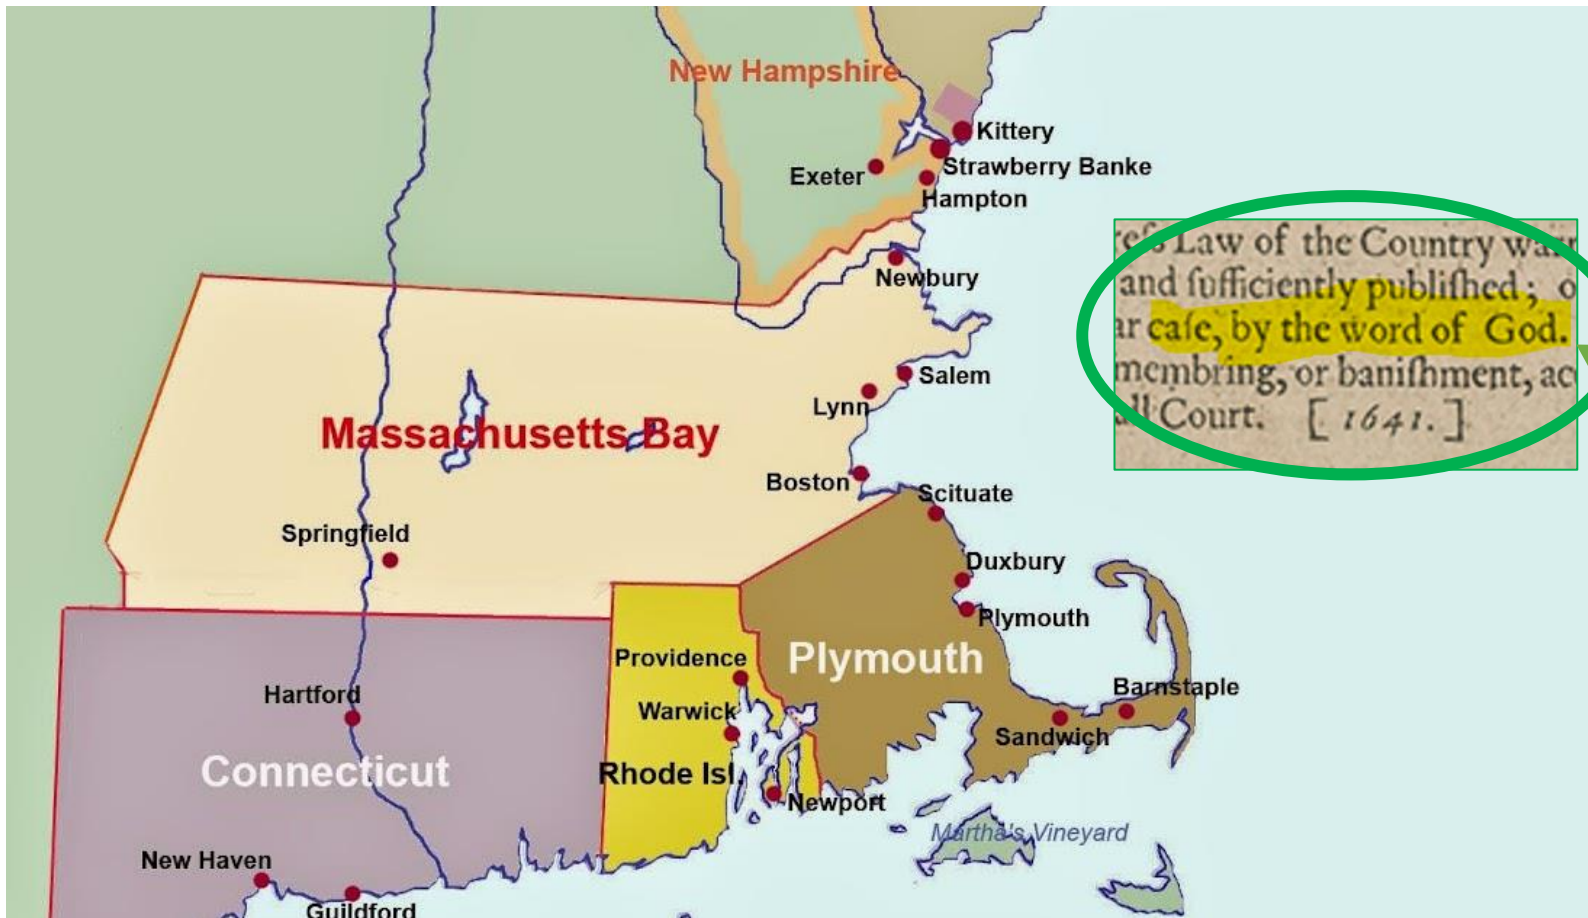 New Hampshire
Kittery
Strawberry Banke
Exeter
Hampton
Newbury
Salem
Lynn
Massachusetts Bay
Boston
Scituate
Springfield
Duxbury
Plymouth
Providence
Plymouth
Hartford
Warwick
Barnstaple
Sandwich
Connecticut
Rhode Isl.
Newport
Martha's Vineyard
New Haven
Guildford
Law of the Country
and ſufficiently publiſhed;
caſe, by the word of God.
membring, or baniſhment,
Court. [ 1641. ]